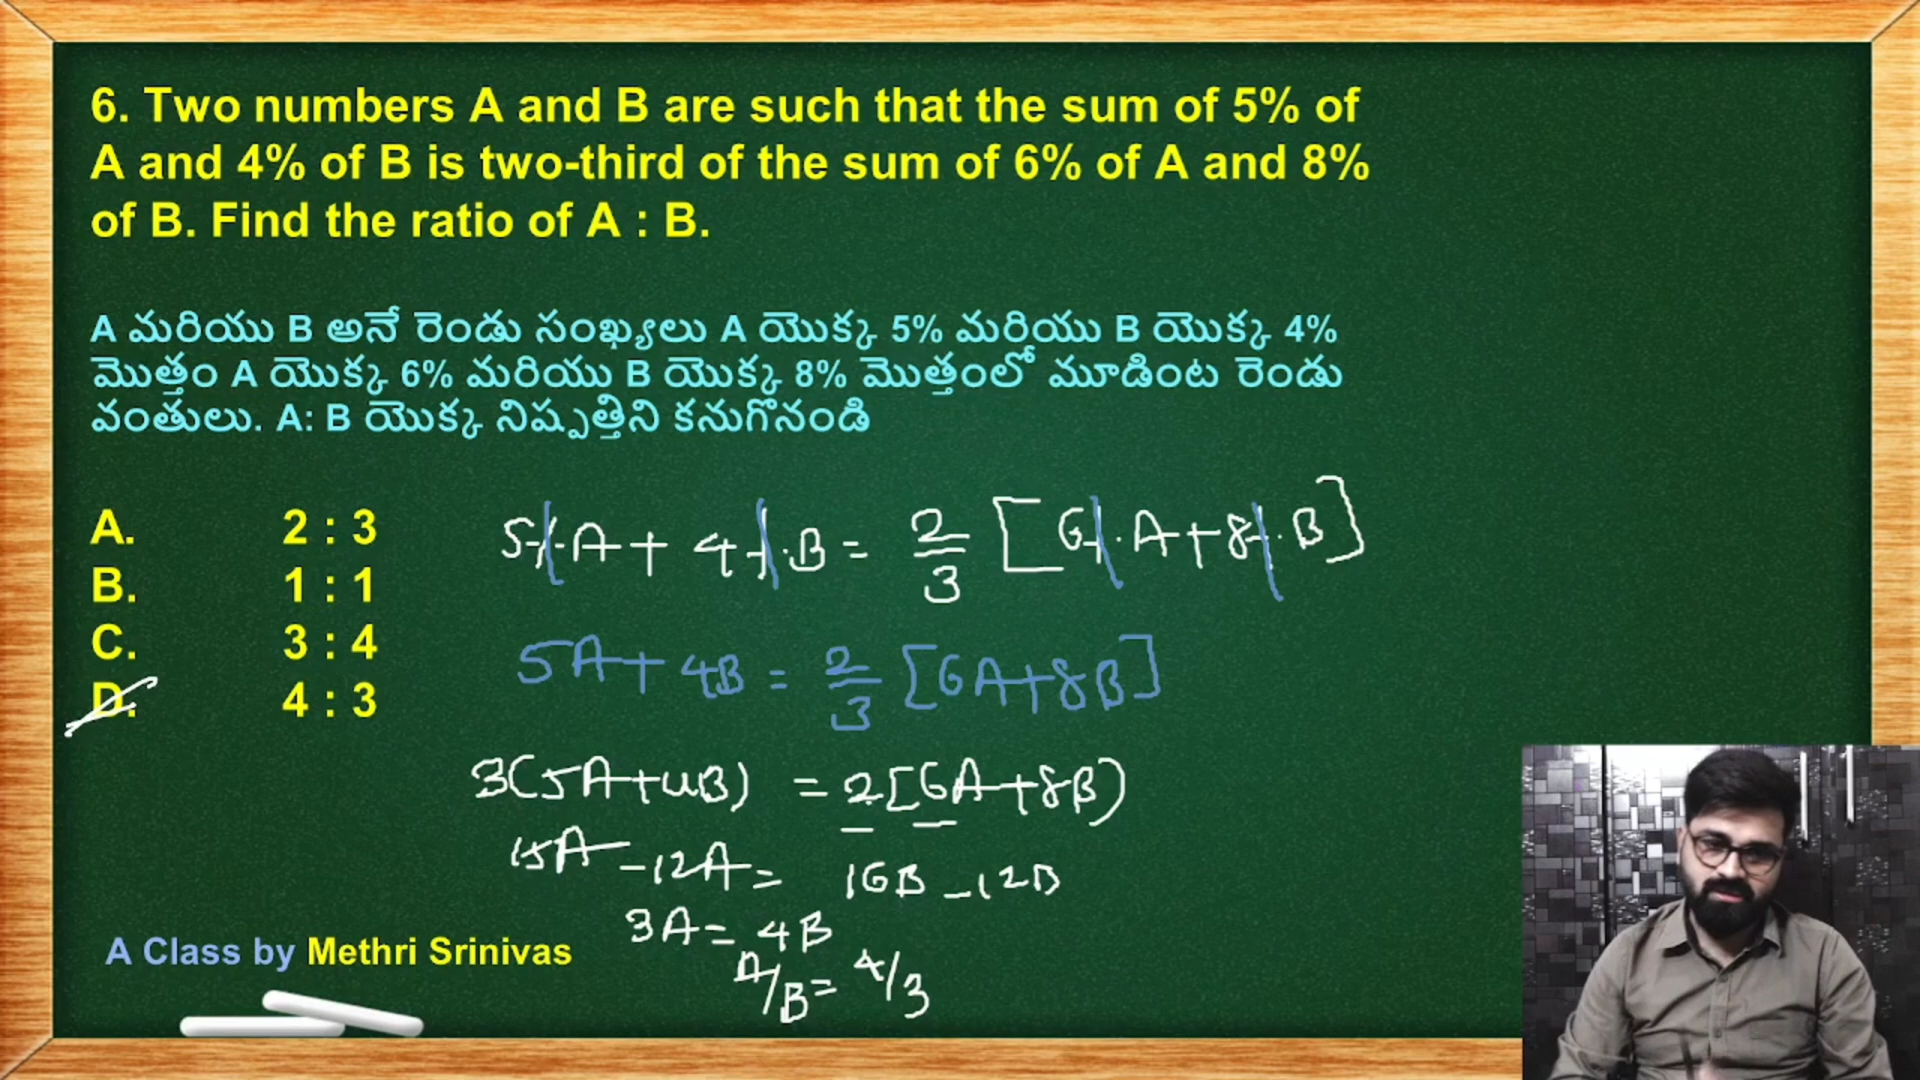 6. Two numbers A and B are such that the sum of 5% of
A and 4% of B is two-third of the sum of 6% of A and 8%
of B. Find the ratio of A : B.
A మరియు B అనే రెండు సంఖ్యలు A యొక్క 5% మరియు B యొక్క 4%
మొత్తం A యొక్క 6% మరియు B యొక్క 8% మొత్తంలో మూడింట రెండు
వంతులు. A: B యొక్క నిష్పత్తిని కనుగొనండి
A. 2 : 3
B. 1 : 1
C. 3 : 4
D. 4 : 3
5%·A + 4%·B = 2/3 [6%·A + 8%·B]
5A + 4B = 2/3 [6A + 8B]
3(5A + 4B) = 2[6A + 8B)
15A - 12A = 16B - 12B
3A = 4B
A/B = 4/3
A Class by Methri Srinivas